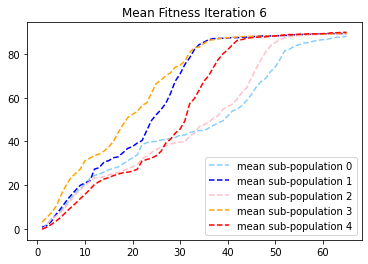 Mean Fitness Iteration 6
80
60
40
20
0
mean sub-population 0
mean sub-population 1
mean sub-population 2
mean sub-population 3
mean sub-population 4
0 10 20 30 40 50 60